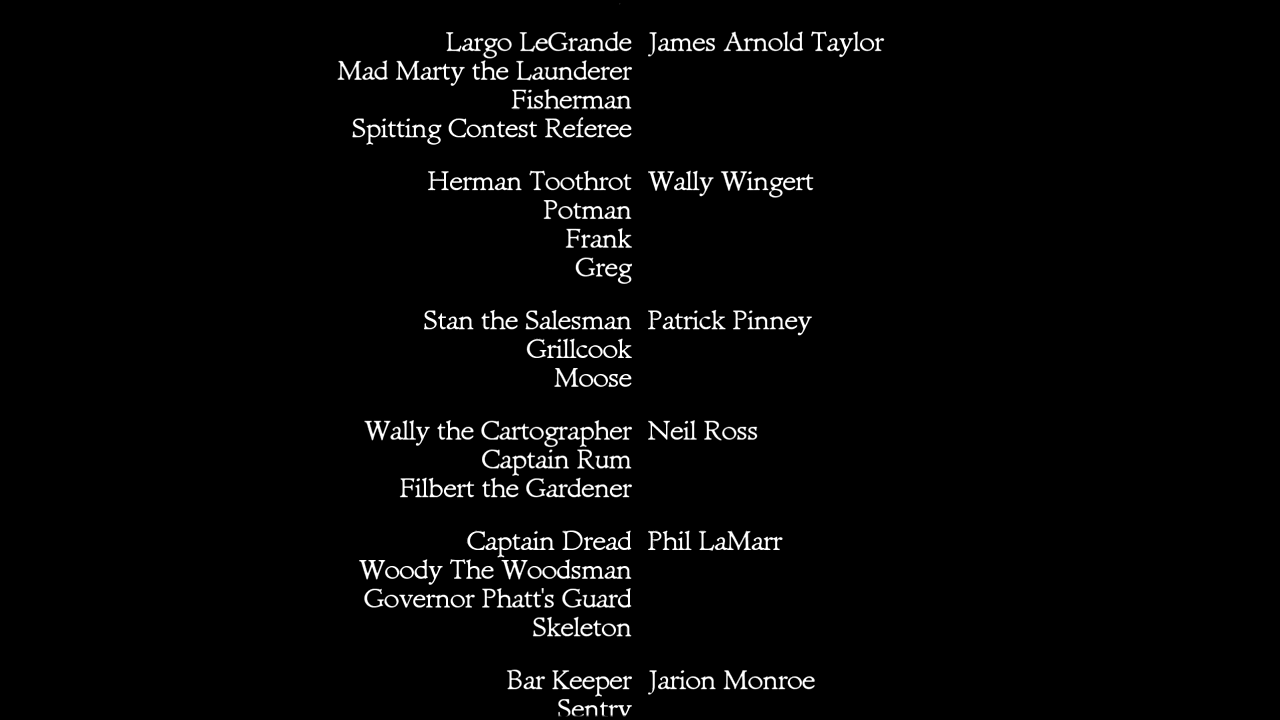 Largo LeGrande James Arnold Taylor
Mad Marty the Launderer
Fisherman
Spitting Contest Referee
Herman Toothrot Wally Wingert
Potman
Frank
Greg
Stan the Salesman Patrick Pinney
Grillcook
Moose
Wally the Cartographer Neil Ross
Captain Rum
Filbert the Gardener
Captain Dread Phil LaMarr
Woody The Woodsman
Governor Phatt's Guard
Skeleton
Bar Keeper Jarion Monroe
Sentry